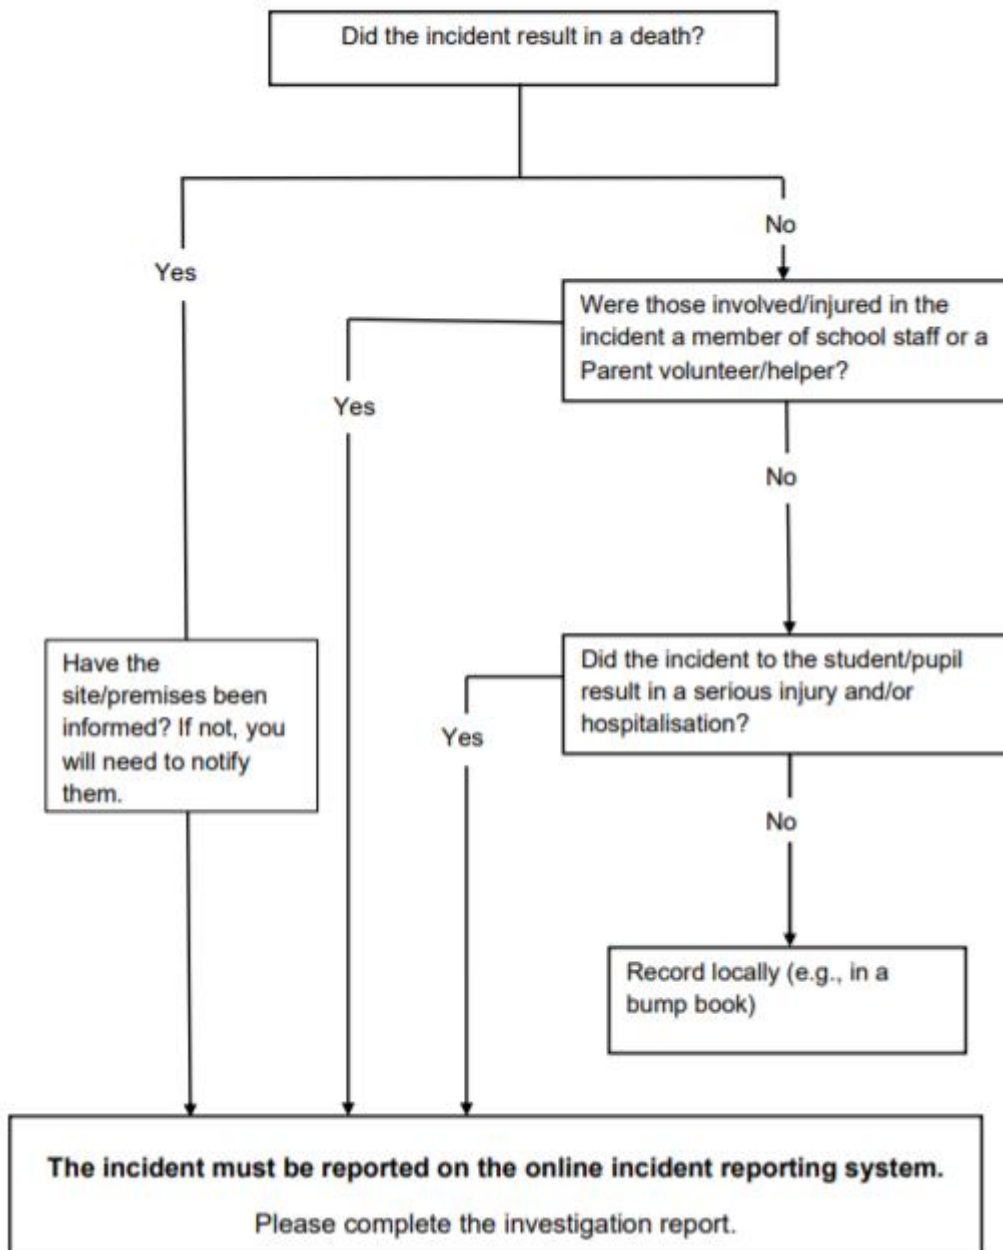 Did the incident result in a death?
No
Yes
Were those involved/injured in the
incident a member of school staff or a
Parent volunteer/helper?
Yes
No
Have the
site/premises been
informed? If not, you
will need to notify
them.
Did the incident to the student/pupil
result in a serious injury and/or
hospitalisation?
Yes
No
Record locally (e.g., in a
bump book)
The incident must be reported on the online incident reporting system.
Please complete the investigation report.